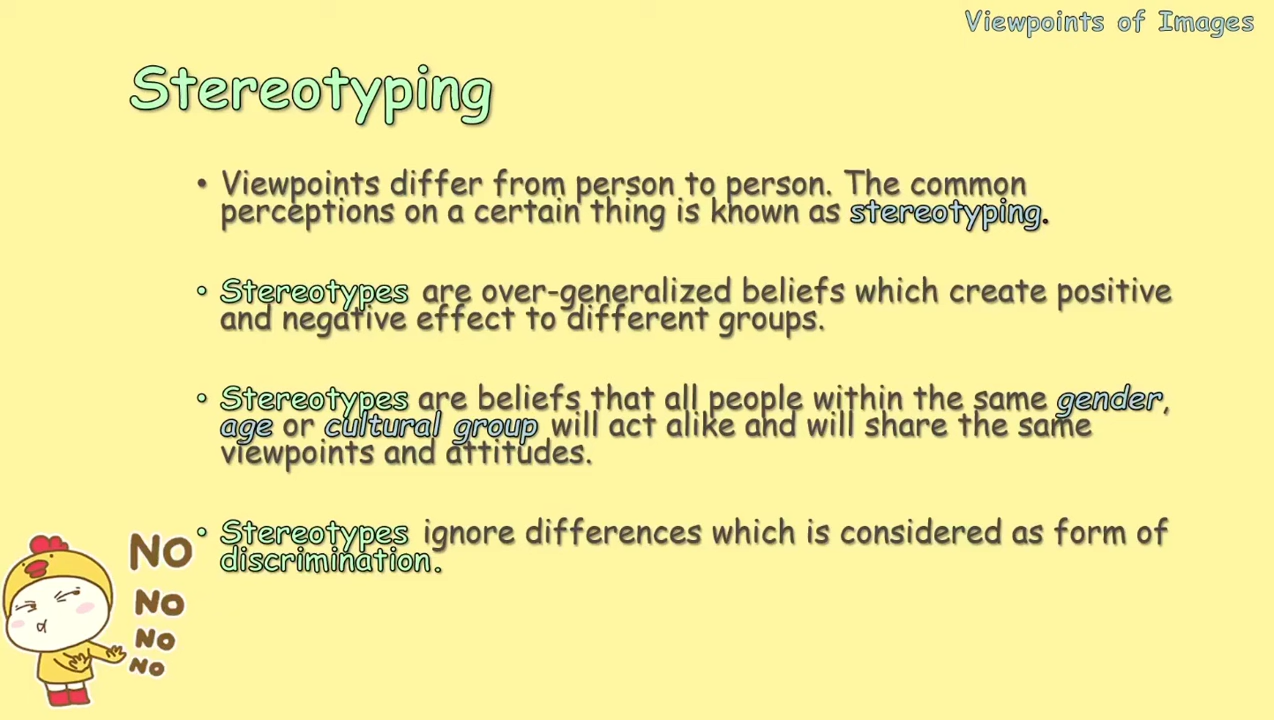 Viewpoints of Images
Stereotyping
• Viewpoints differ from person to person. The common
perceptions on a certain thing is known as stereotyping.
• Stereotypes are over-generalized beliefs which create positive
and negative effect to different groups.
• Stereotypes are beliefs that all people within the same gender,
age or cultural group will act alike and will share the same
viewpoints and attitudes.
• Stereotypes ignore differences which is considered as form of
discrimination.
NO
NO
NO
NO